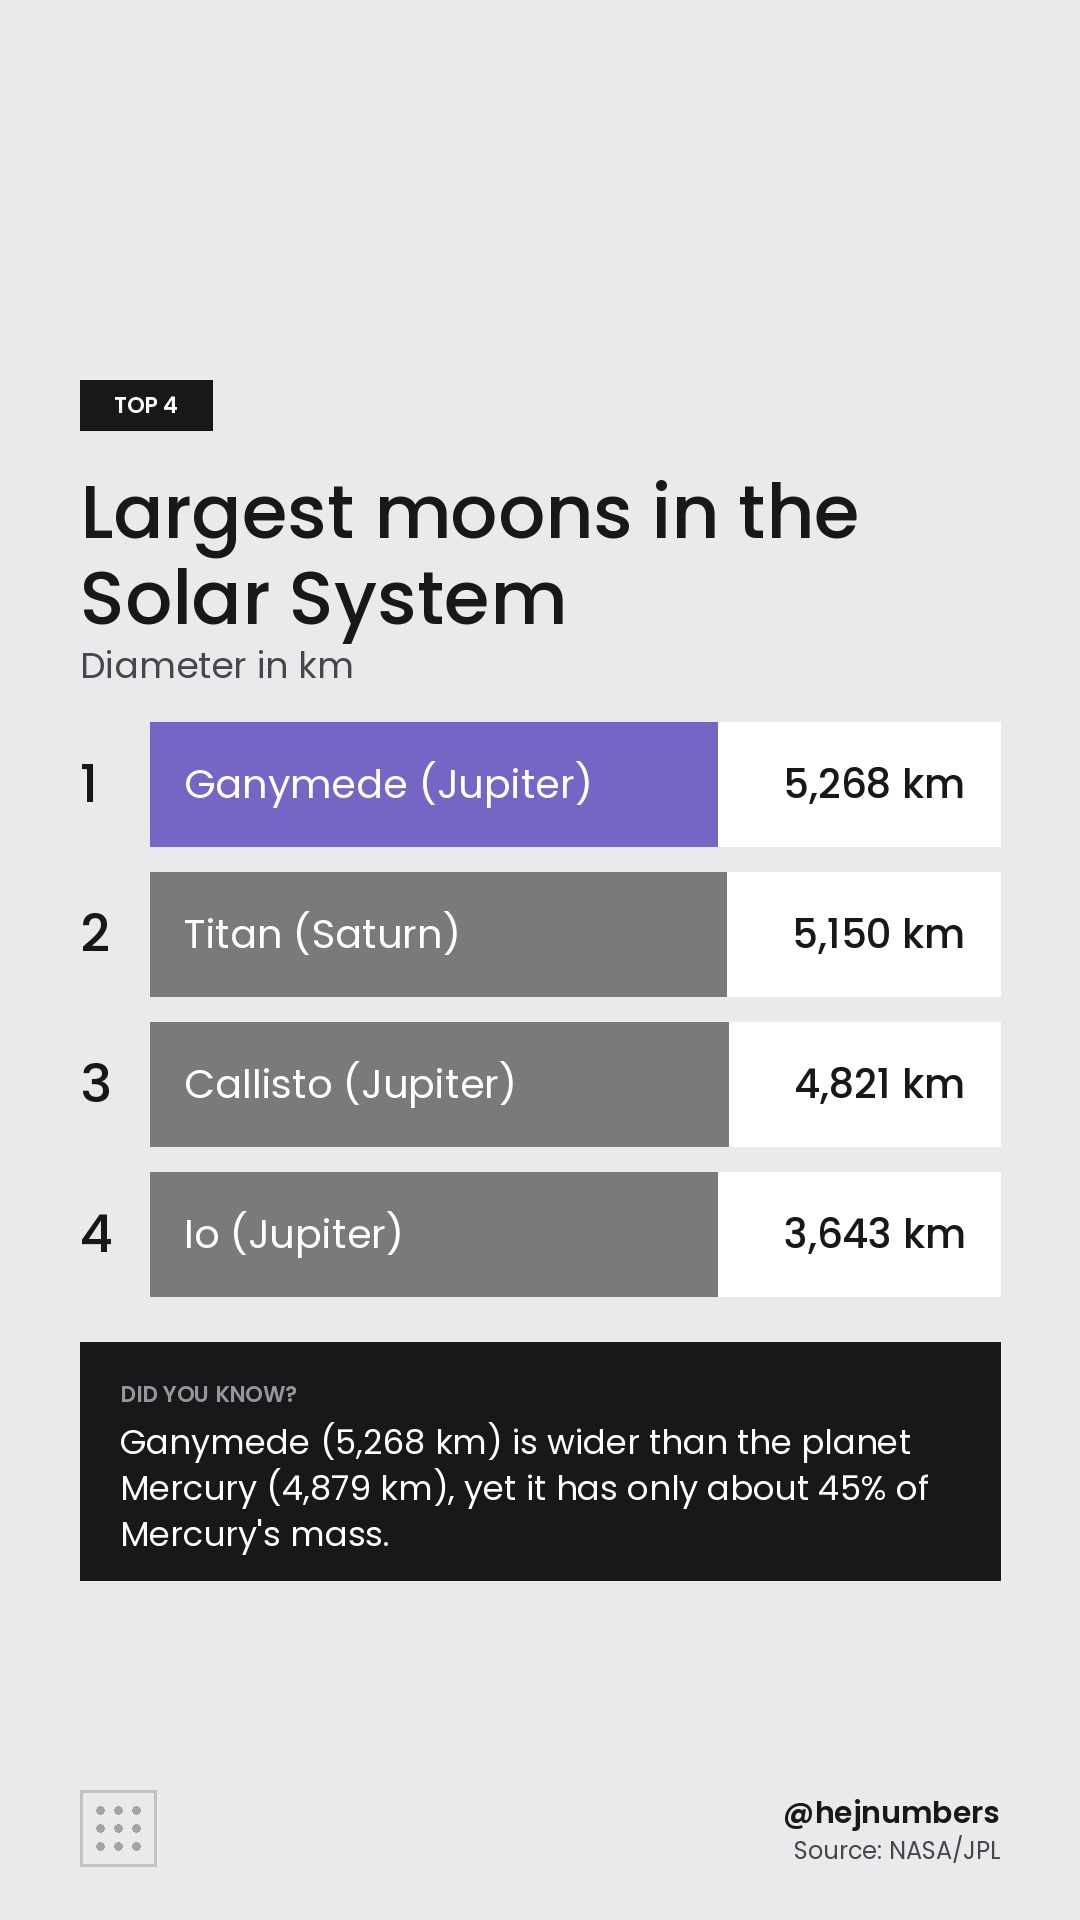 TOP 4
Largest moons in the
Solar System
Diameter in km
1 Ganymede (Jupiter) 5,268 km
2 Titan (Saturn) 5,150 km
3 Callisto (Jupiter) 4,821 km
4 Io (Jupiter) 3,643 km
DID YOU KNOW?
Ganymede (5,268 km) is wider than the planet
Mercury (4,879 km), yet it has only about 45% of
Mercury's mass.
@hejnumbers
Source: NASA/JPL